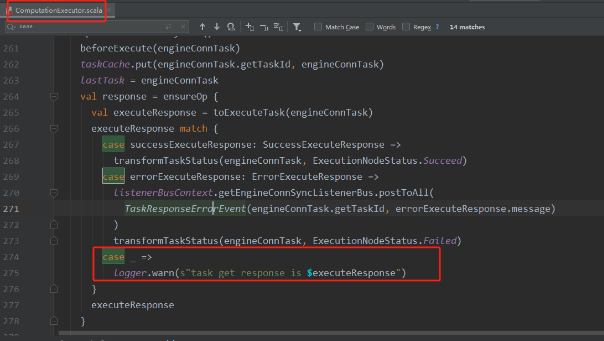 ComputationExecutor.scala
case
Match Case Words Regex ? 14 matches
261 beforeExecute(engineConnTask)
262 taskCache.put(engineConnTask.getTaskId, engineConnTask)
263 lastTask = engineConnTask
264 val response = ensureOp {
265 val executeResponse = toExecuteTask(engineConnTask)
266 executeResponse match {
267 case successExecuteResponse: SuccessExecuteResponse =>
268 transformTaskStatus(engineConnTask, ExecutionNodeStatus.Succeed)
269 case errorExecuteResponse: ErrorExecuteResponse =>
270 listenerBusContext.getEngineConnSyncListenerBus.postToAll(
271 TaskResponseErrorEvent(engineConnTask.getTaskId, errorExecuteResponse.message)
272 )
273 transformTaskStatus(engineConnTask, ExecutionNodeStatus.Failed)
274 case _ =>
275 logger.warn(s"task get response is $executeResponse")
276 }
277 executeResponse
278 }